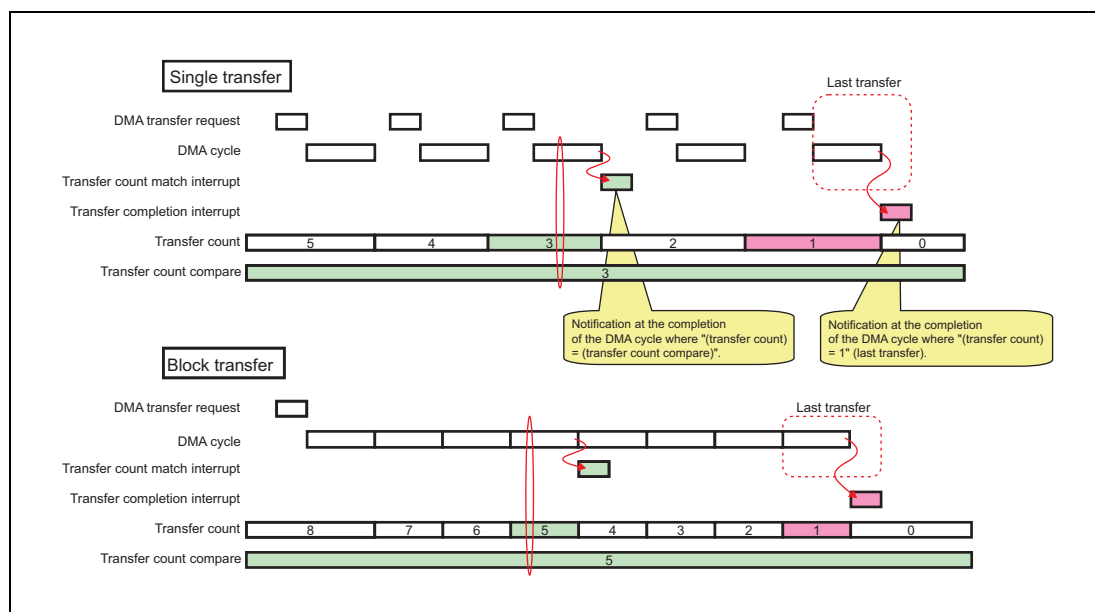 Single transfer
Last transfer
DMA transfer request
DMA cycle
Transfer count match interrupt
Transfer completion interrupt
Transfer count
5
4
3
2
1
0
Transfer count compare
3
Notification at the completion
of the DMA cycle where "(transfer count)
= (transfer count compare)".
Notification at the completion
of the DMA cycle where "(transfer count)
= 1" (last transfer).
Block transfer
DMA transfer request
Last transfer
DMA cycle
Transfer count match interrupt
Transfer completion interrupt
Transfer count
8
7
6
5
4
3
2
1
0
Transfer count compare
5